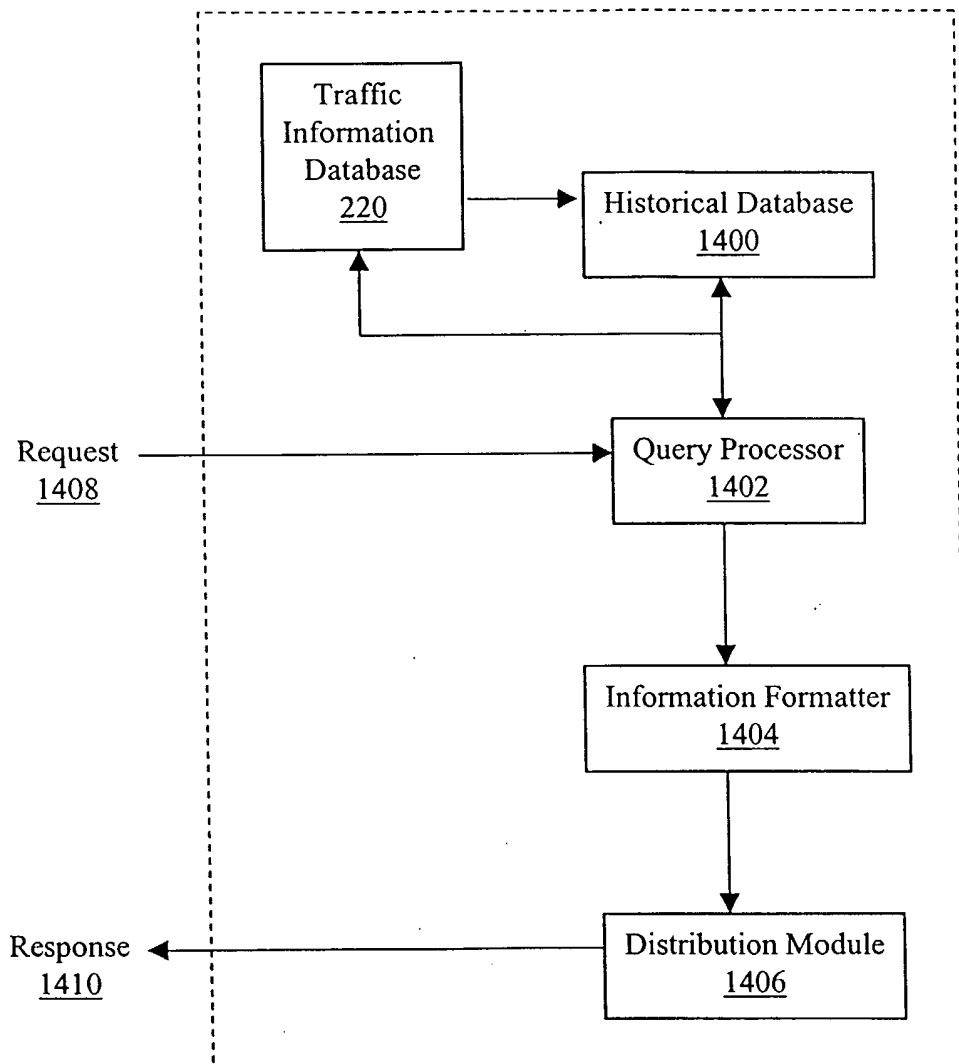 Traffic
Information
Database
220
Historical Database
1400
Request
1408
Query Processor
1402
Information Formatter
1404
Response
1410
Distribution Module
1406